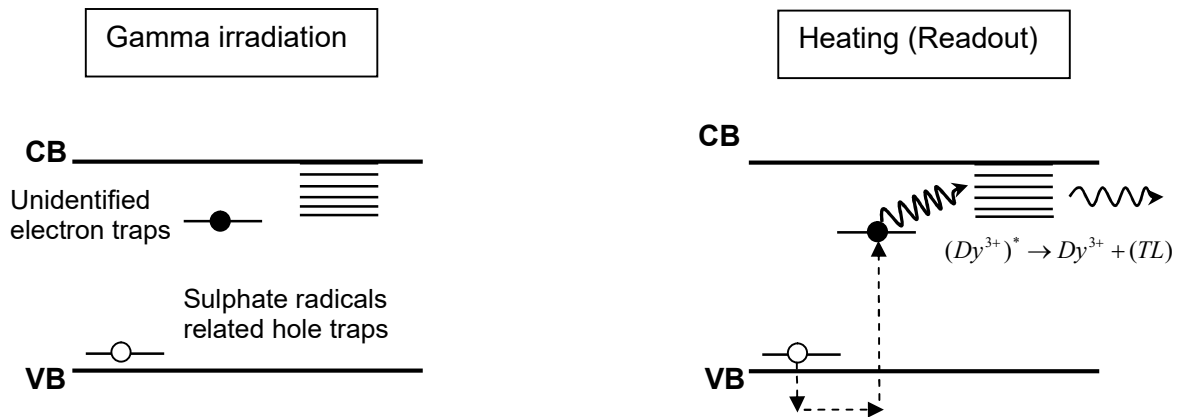 Gamma irradiation
CB
Unidentified
electron traps
Sulphate radicals
related hole traps
VB
Heating (Readout)
CB
(Dy³⁺)* → Dy³⁺ + (TL)
VB